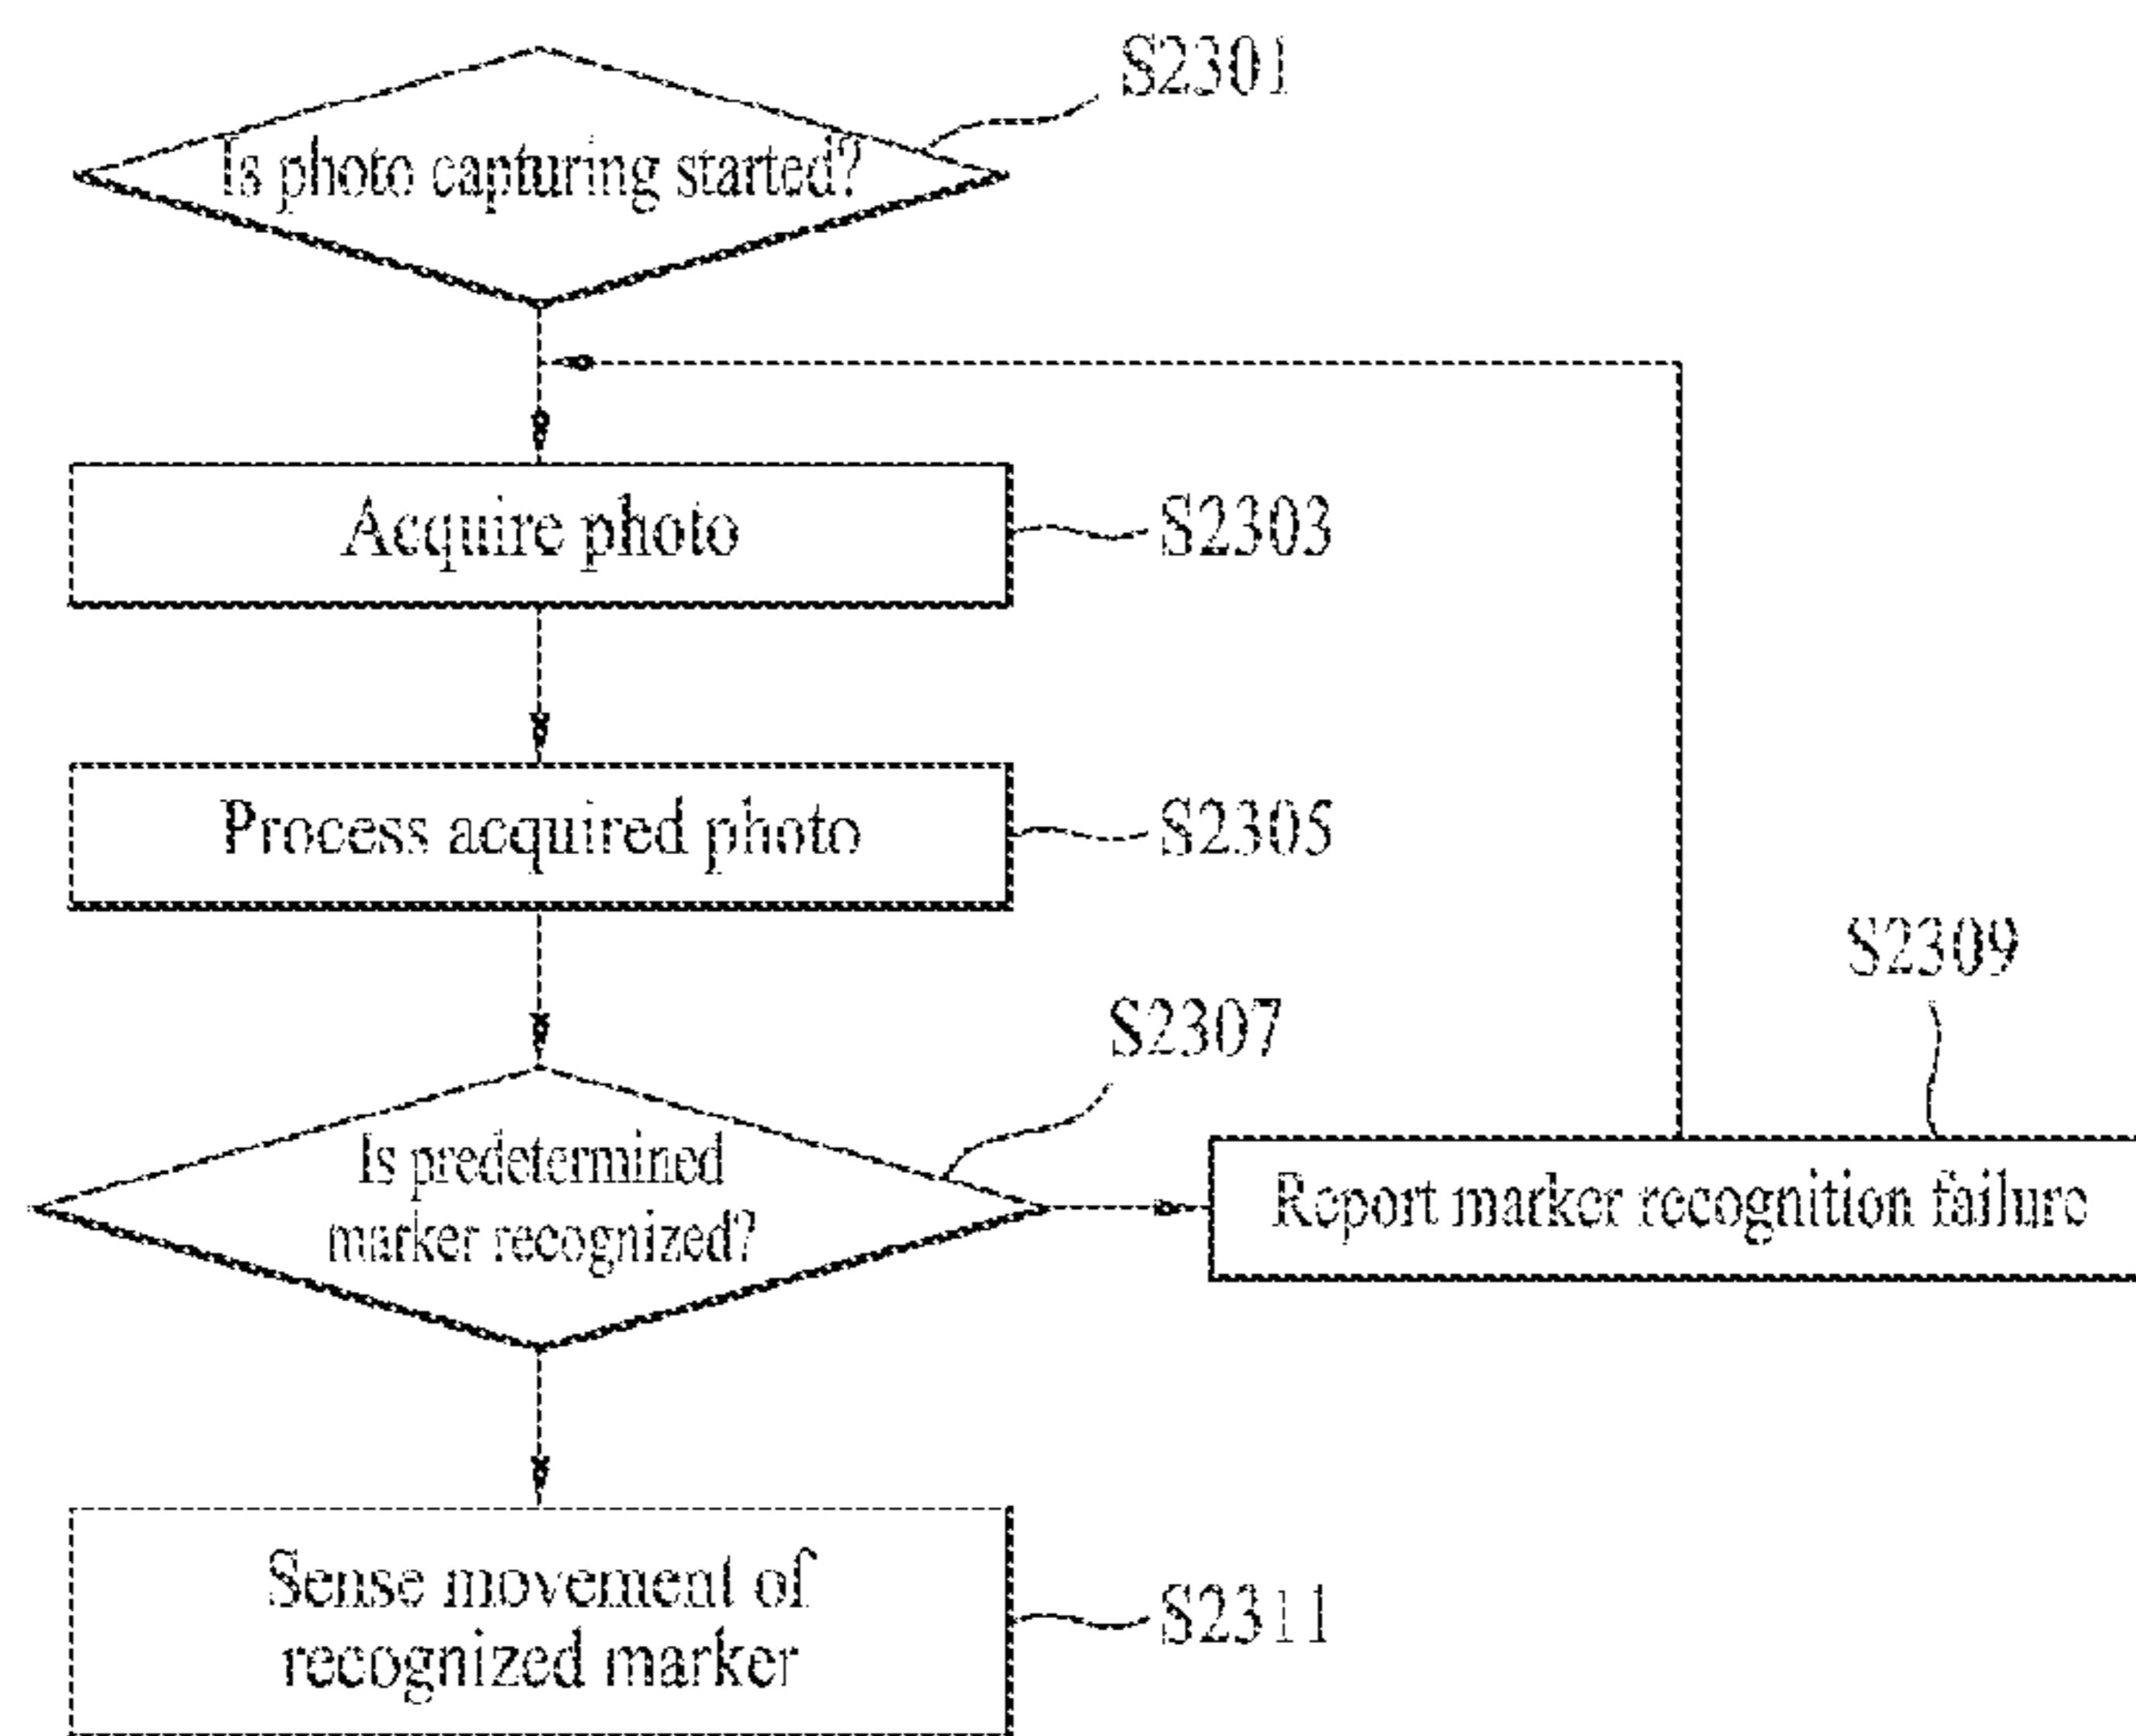 S2301
Is photo capturing started?
Acquire photo
S2303
Process acquired photo
S2305
S2309
S2307
Is predetermined
marker recognized?
Report marker recognition failure
Sense movement of
recognized marker
S2311